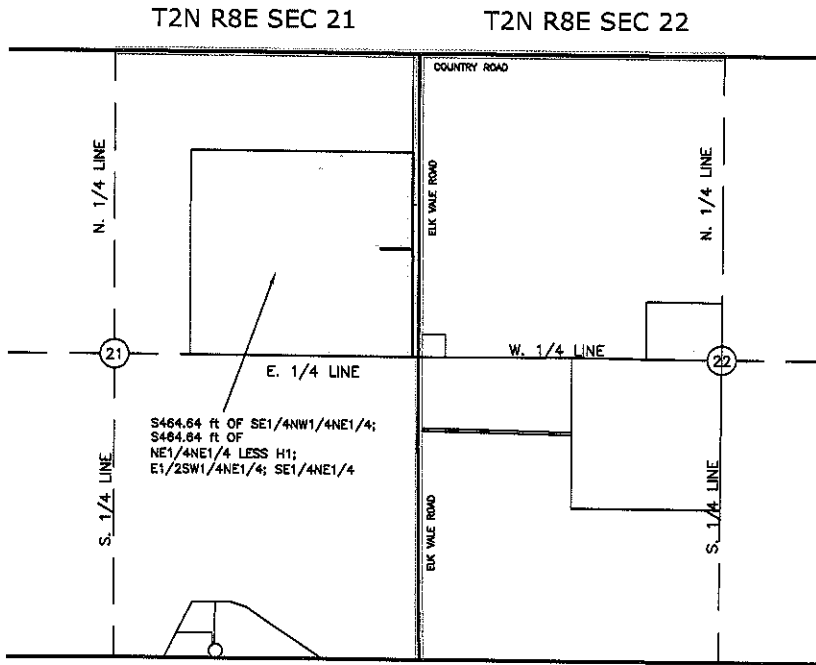 T2N R8E SEC 21
T2N R8E SEC 22
COUNTRY ROAD
N. 1/4 LINE
ELK VALE ROAD
N. 1/4 LINE
21
E. 1/4 LINE
W. 1/4 LINE
22
S464.64 ft OF SE1/4NW1/4NE1/4;
S464.64 ft OF
NE1/4NE1/4 LESS H1;
E1/2SW1/4NE1/4; SE1/4NE1/4
S. 1/4 LINE
ELK VALE ROAD
S. 1/4 LINE